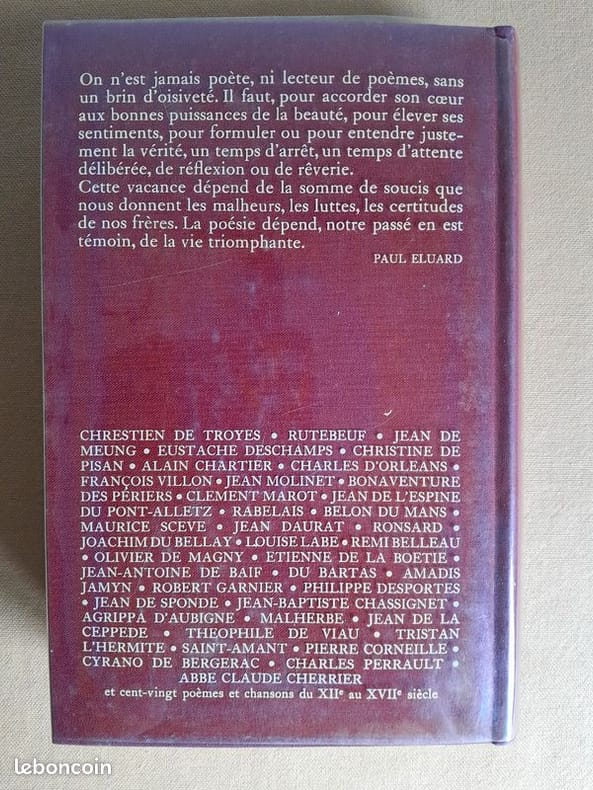 On n'est jamais poète, ni lecteur de poèmes, sans
un brin d'oisiveté. Il faut, pour accorder son cœur
aux bonnes puissances de la beauté, pour élever ses
sentiments, pour formuler ou pour entendre juste-
ment la vérité, un temps d'arrêt, un temps d'attente
délibérée, de réflexion ou de rêverie.
Cette vacance dépend de la somme de soucis que
nous donnent les malheurs, les luttes, les certitudes
de nos frères. La poésie dépend, notre passé en est
témoin, de la vie triomphante.
PAUL ELUARD
CHRESTIEN DE TROYES • RUTEBEUF • JEAN DE
MEUNG • EUSTACHE DESCHAMPS • CHRISTINE DE
PISAN • ALAIN CHARTIER • CHARLES D'ORLEANS •
FRANÇOIS VILLON • JEAN MOLINET • BONAVENTURE
DES PÉRIERS • CLEMENT MAROT • JEAN DE L'ESPINE
DU PONT-ALLETZ • RABELAIS • BELON DU MANS •
MAURICE SCEVE • JEAN DAURAT • RONSARD •
JOACHIM DU BELLAY • LOUISE LABE • REMI BELLEAU
• OLIVIER DE MAGNY • ETIENNE DE LA BOETIE •
JEAN-ANTOINE DE BAIF • DU BARTAS • AMADIS
JAMYN • ROBERT GARNIER • PHILIPPE DESPORTES
• JEAN DE SPONDE • JEAN-BAPTISTE CHASSIGNET •
AGRIPPA D'AUBIGNE • MALHERBE • JEAN DE LA
CEPPEDE • THEOPHILE DE VIAU • TRISTAN
L'HERMITE • SAINT-AMANT • PIERRE CORNEILLE •
CYRANO DE BERGERAC • CHARLES PERRAULT •
ABBE CLAUDE CHERRIER
et cent-vingt poèmes et chansons du XIIe au XVIIe siècle
leboncoin